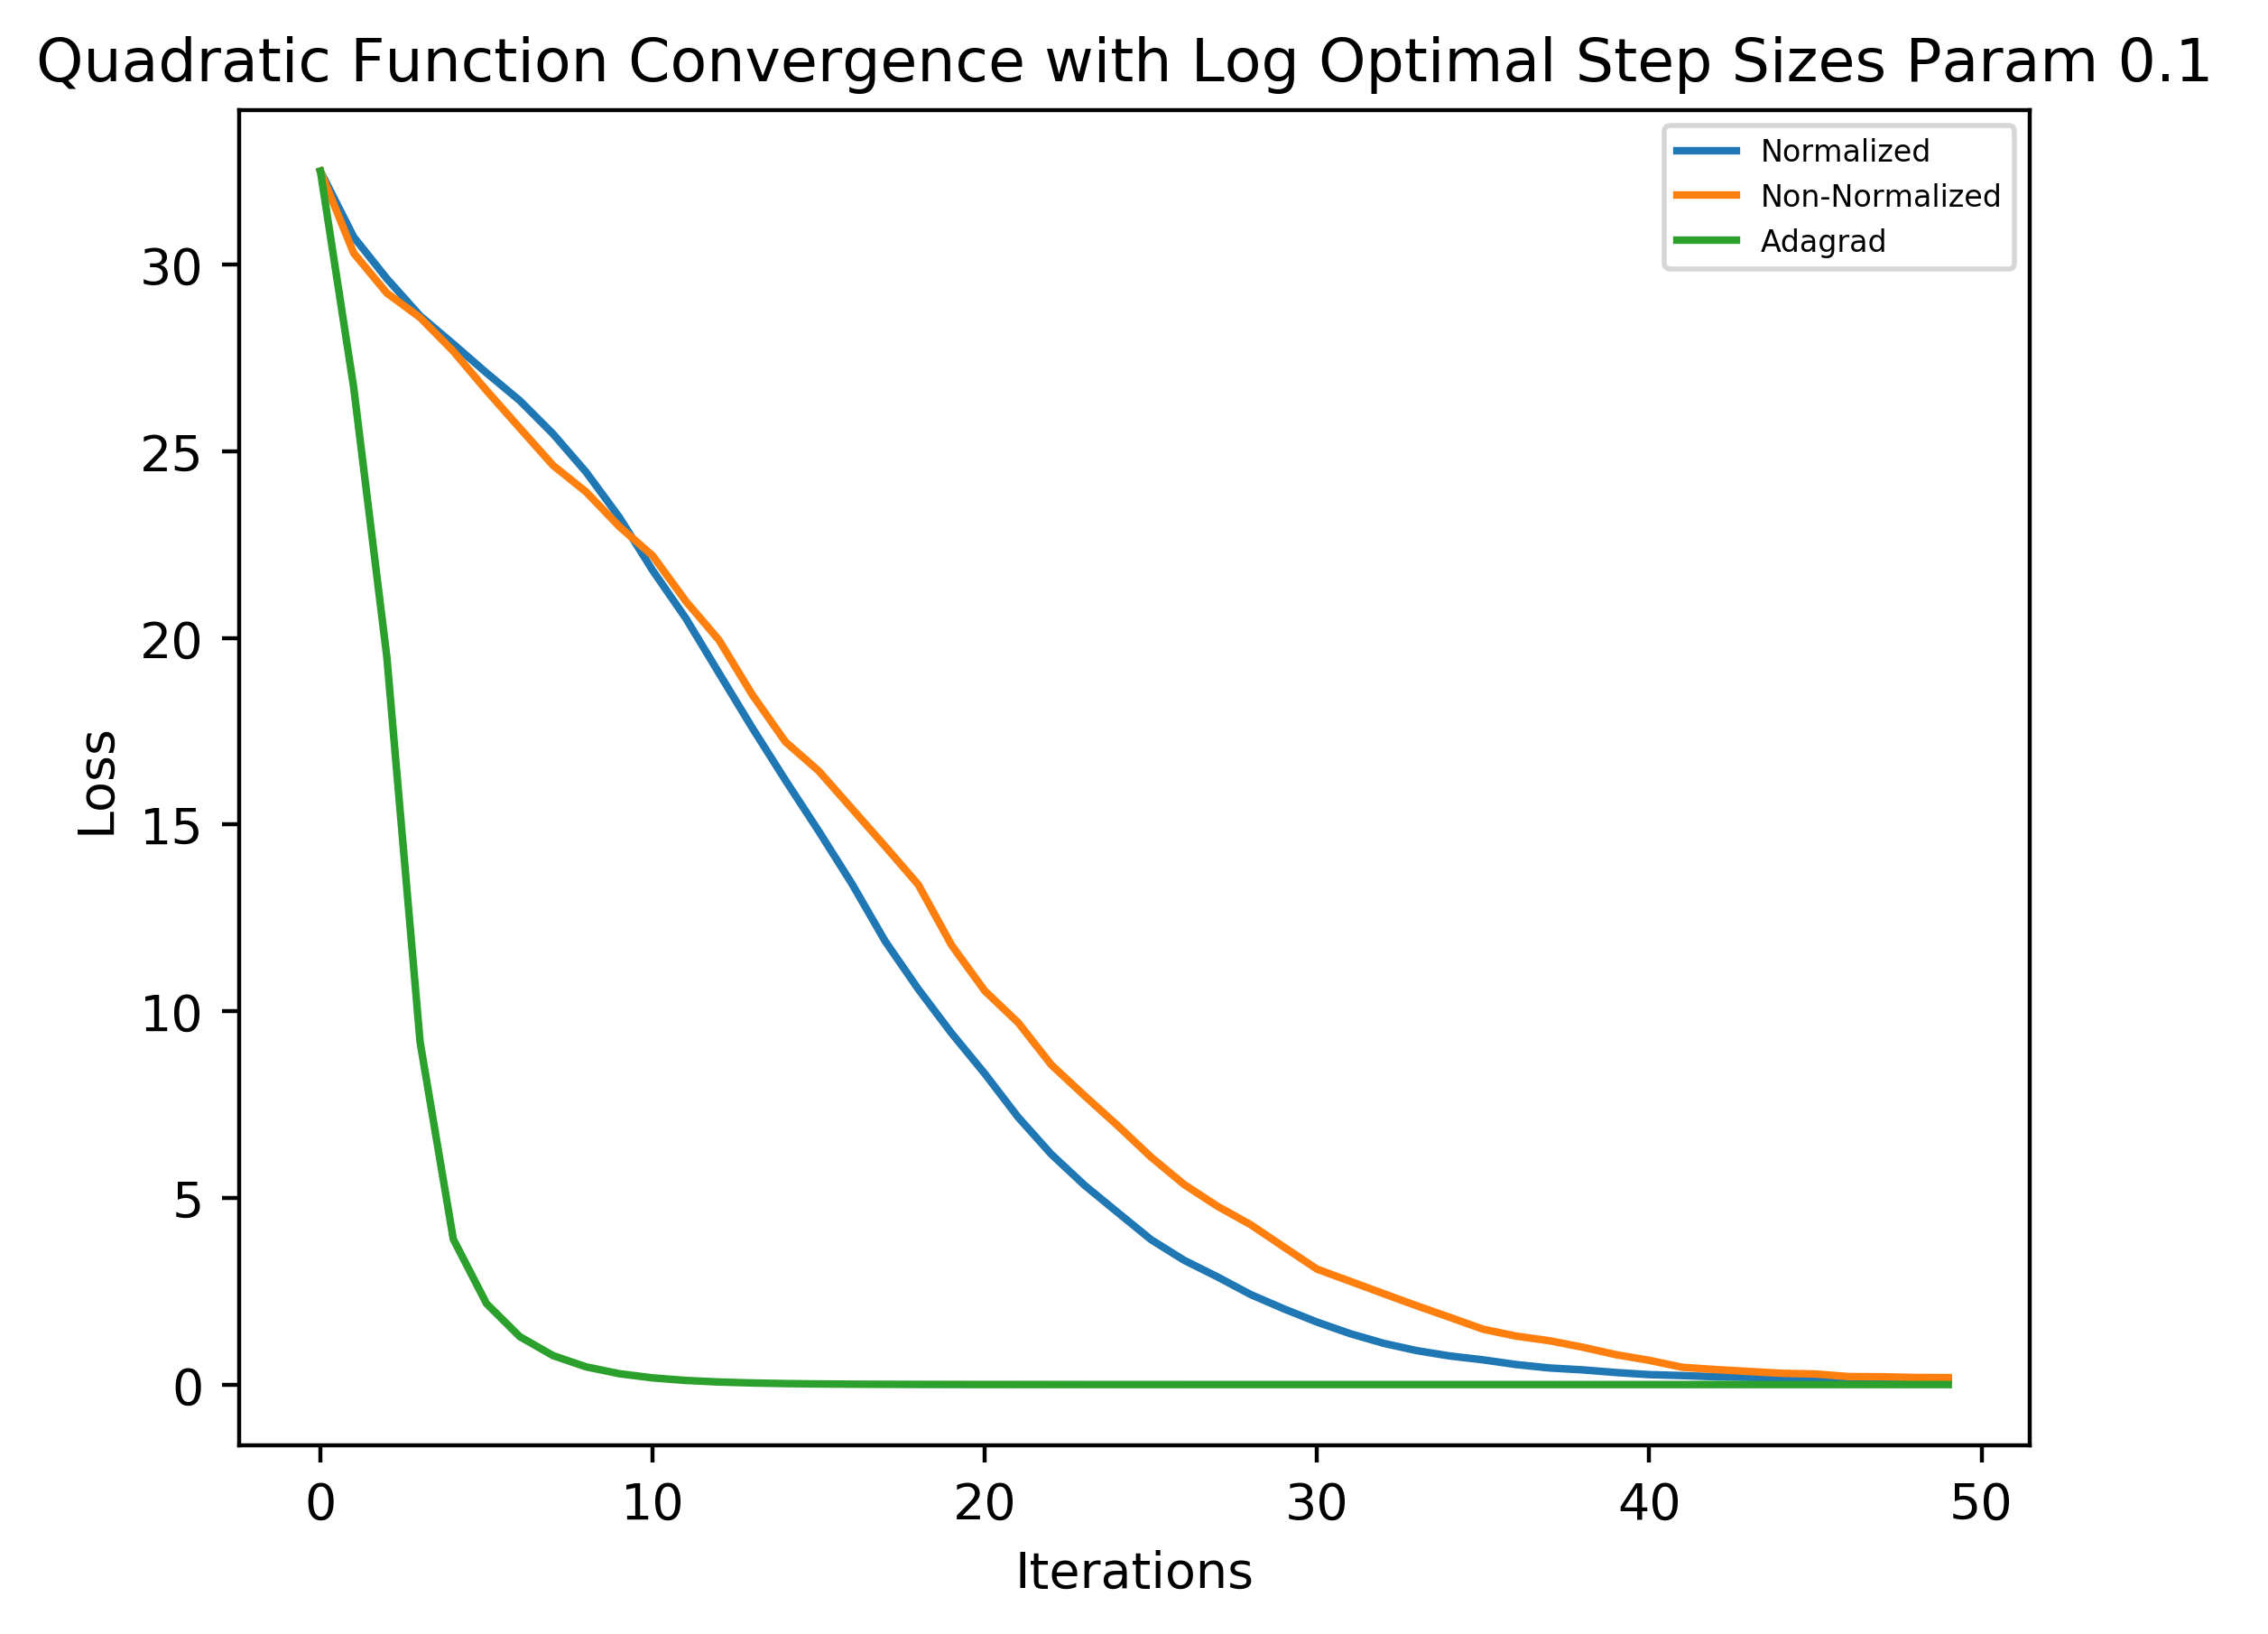 Quadratic Function Convergence with Log Optimal Step Sizes Param 0.1
Normalized
Non-Normalized
Adagrad
30
25
20
15
10
5
0
Loss
0 10 20 30 40 50
Iterations